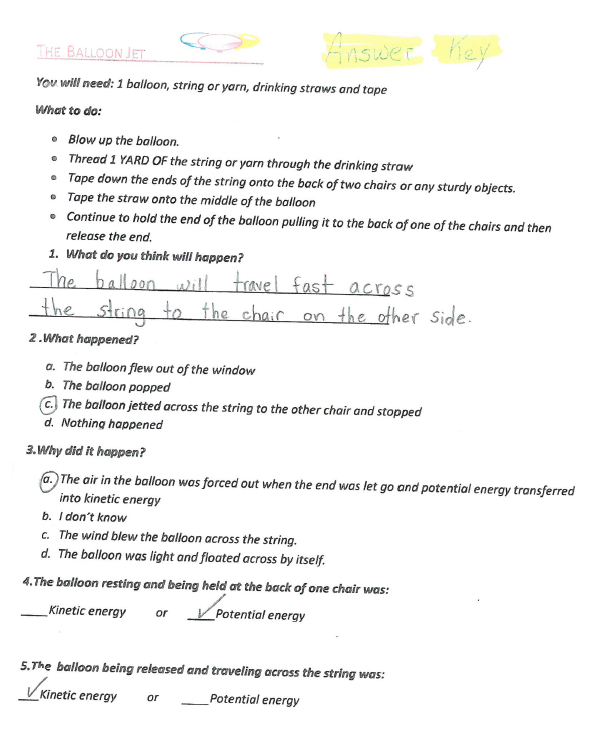 THE BALLOON JET
Answer Key
You will need: 1 balloon, string or yarn, drinking straws and tape
What to do:
• Blow up the balloon.
• Thread 1 YARD OF the string or yarn through the drinking straw
• Tape down the ends of the string onto the back of two chairs or any sturdy objects.
• Tape the straw onto the middle of the balloon
• Continue to hold the end of the balloon pulling it to the back of one of the chairs and then
release the end.
1. What do you think will happen?
The balloon will travel fast across
the string to the chair on the other side.
2.What happened?
a. The balloon flew out of the window
b. The balloon popped
c. The balloon jetted across the string to the other chair and stopped
d. Nothing happened
3.Why did it happen?
a. The air in the balloon was forced out when the end was let go and potential energy transferred
into kinetic energy
b. I don't know
c. The wind blew the balloon across the string.
d. The balloon was light and floated across by itself.
4.The balloon resting and being held at the back of one chair was:
___Kinetic energy or ✓Potential energy
5.The balloon being released and traveling across the string was:
✓Kinetic energy or ___Potential energy